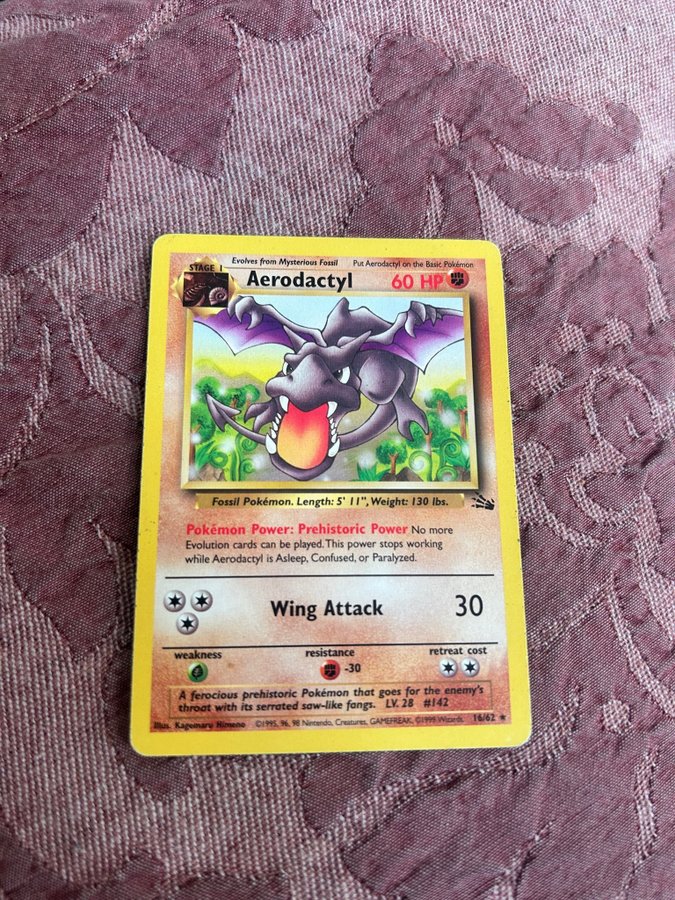 Evolves from Mysterious Fossil Put Aerodactyl on the Basic Pokémon
STAGE 1
Aerodactyl 60 HP
Fossil Pokémon. Length: 5' 11", Weight: 130 lbs.
Pokémon Power: Prehistoric Power No more
Evolution cards can be played. This power stops working
while Aerodactyl is Asleep, Confused, or Paralyzed.
Wing Attack 30
weakness resistance retreat cost
-30
A ferocious prehistoric Pokémon that goes for the enemy's
throat with its serrated saw-like fangs. LV. 28 #142
Illus. Kagemaru Himeno ©1995, 96, 98 Nintendo, Creatures, GAMEFREAK. ©1999 Wizards. 16/62 ★